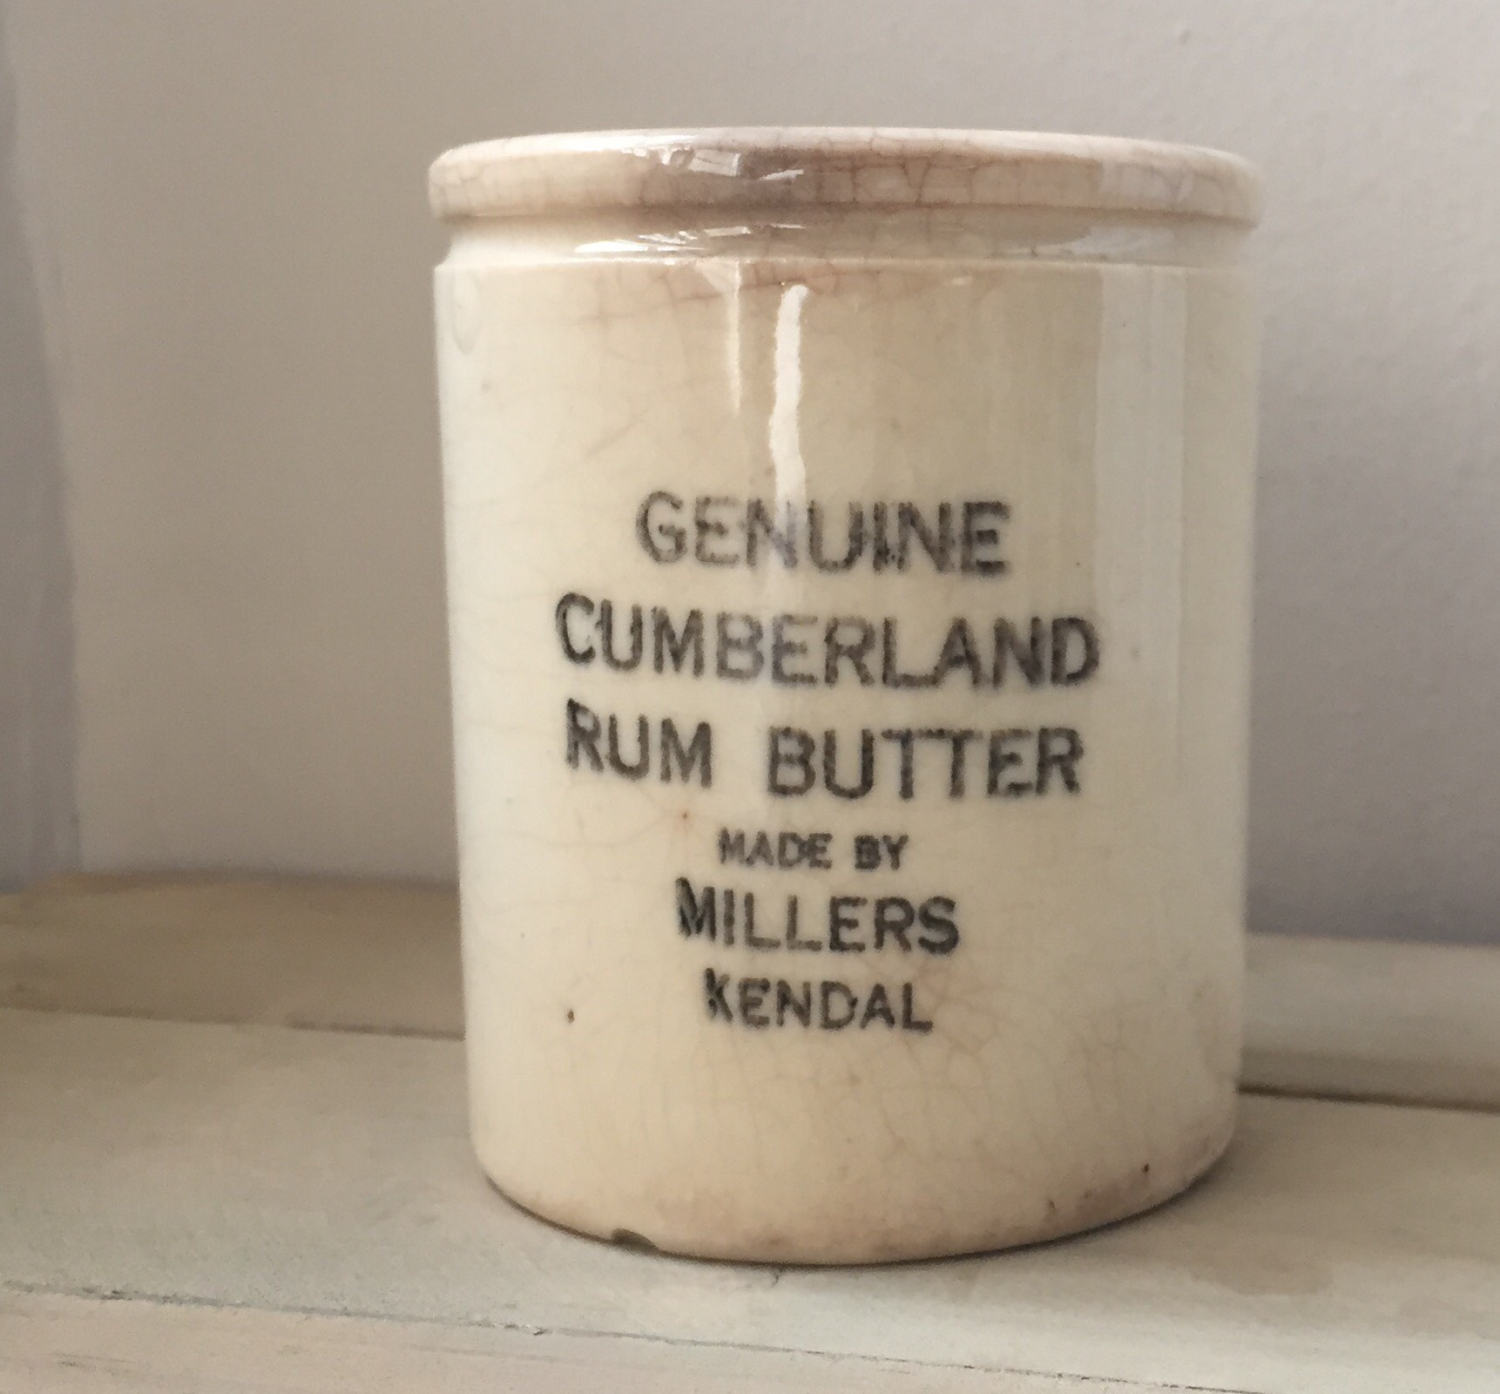 GENUINE
CUMBERLAND
RUM BUTTER
MADE BY
MILLERS
KENDAL